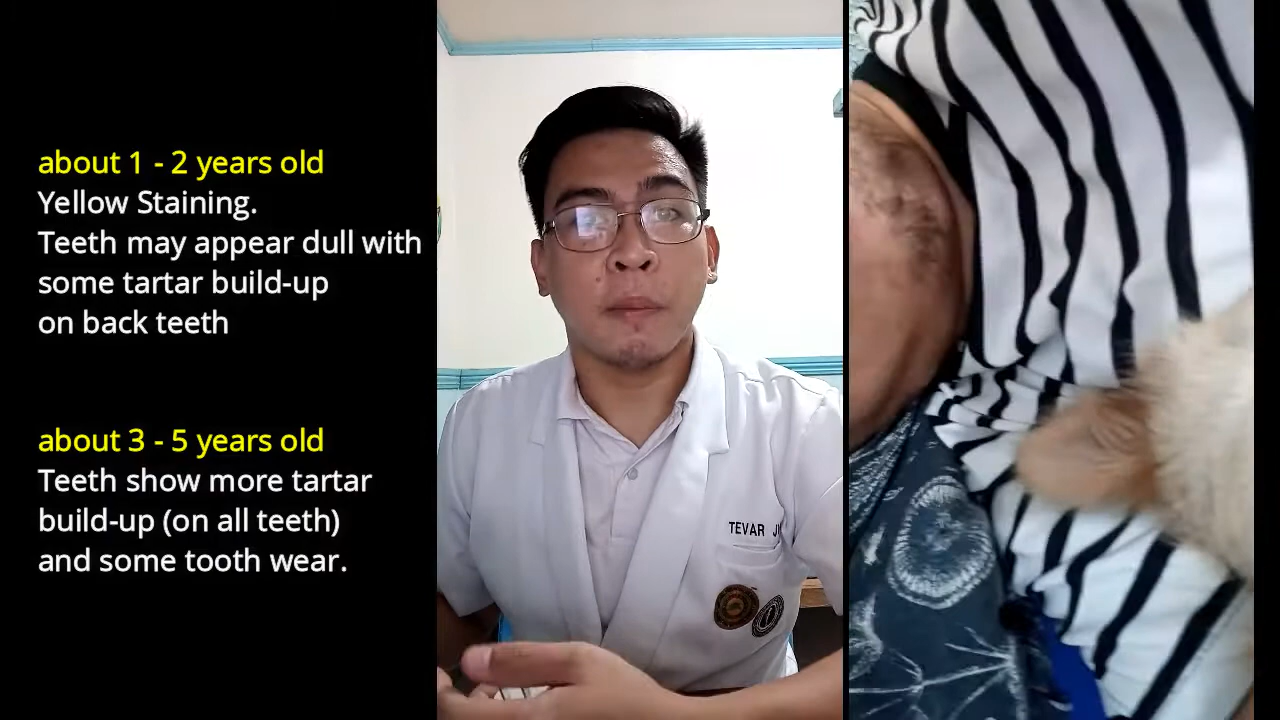 about 1 - 2 years old
Yellow Staining.
Teeth may appear dull with
some tartar build-up
on back teeth
about 3 - 5 years old
Teeth show more tartar
build-up (on all teeth)
and some tooth wear.
TEVAR